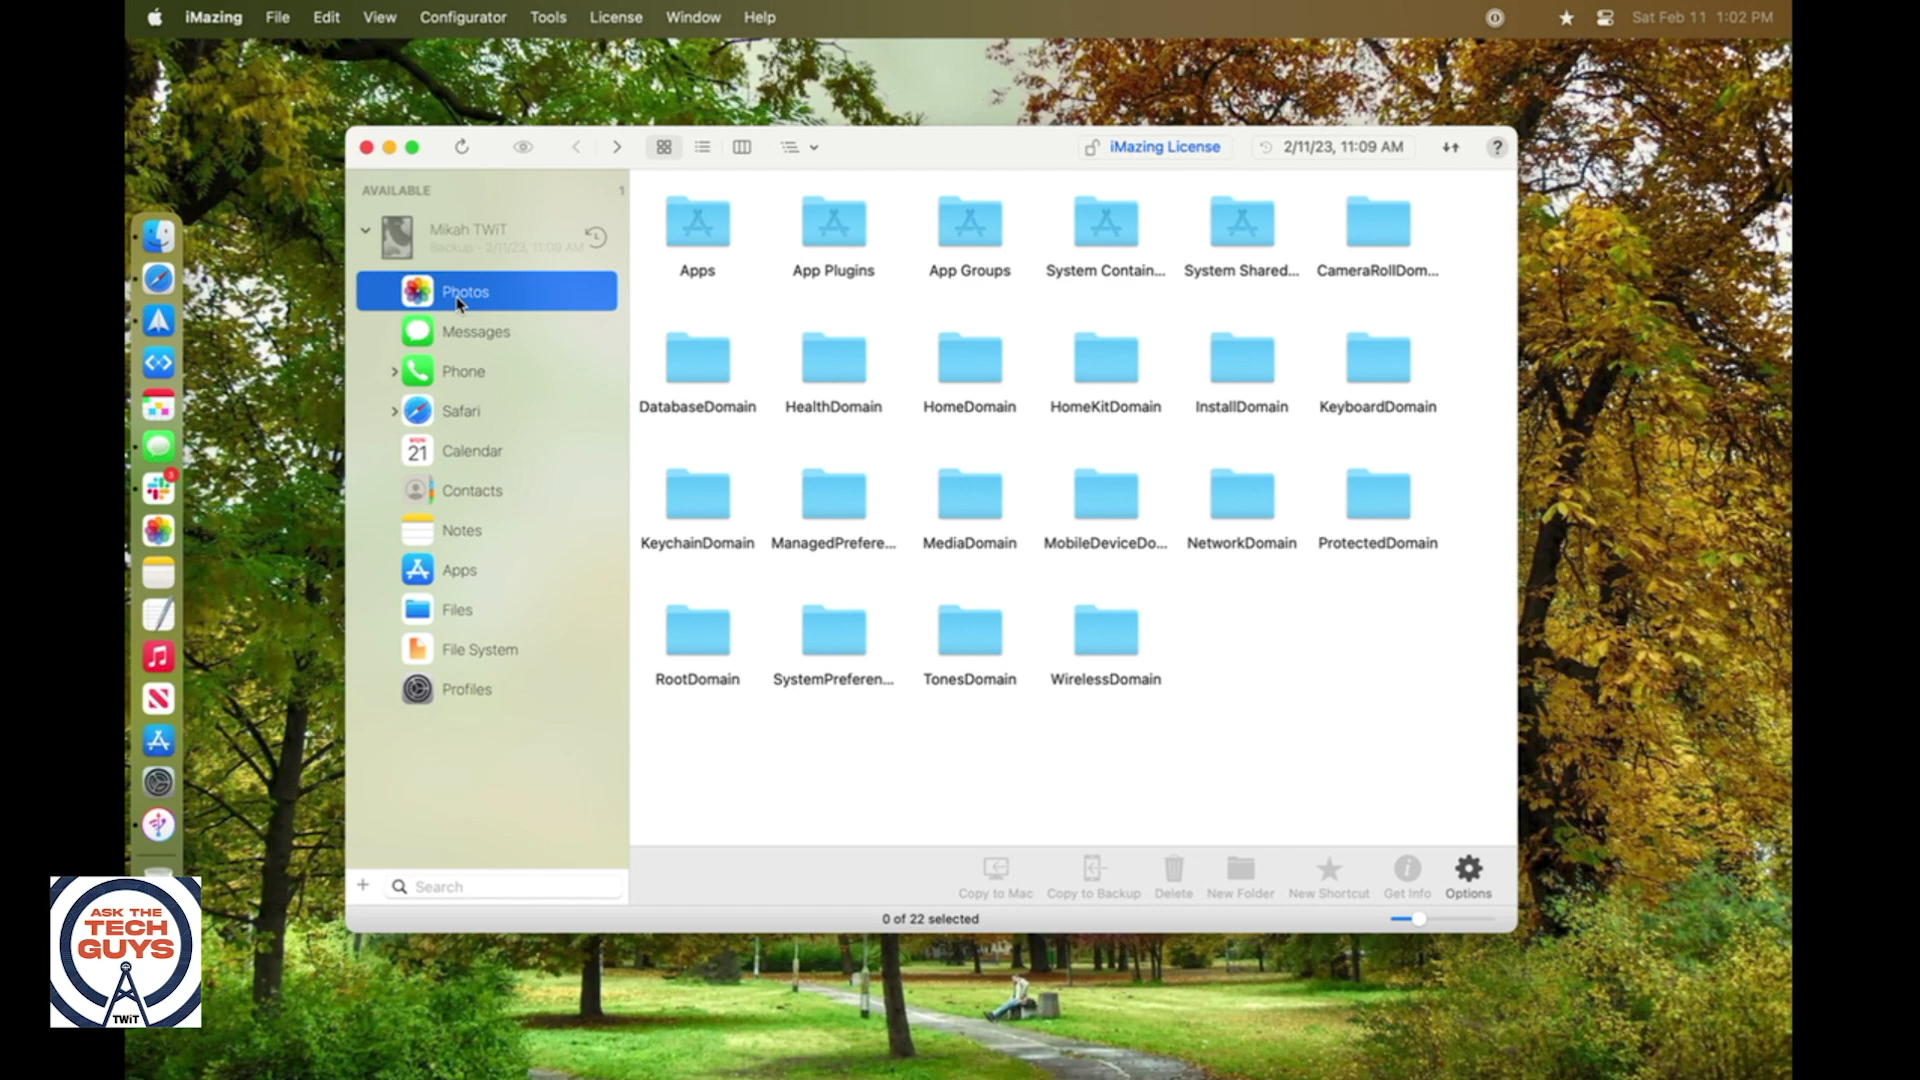 iMazing File Edit View Configurator Tools License Window Help Sat Feb 11 1:02 PM
iMazing License 2/11/23, 11:09 AM ?
AVAILABLE 1
Mikah TWiT
Backup - 2/11/23, 11:09 AM
Photos
Messages
Phone
Safari
MON
21
Calendar
Contacts
Notes
Apps
Files
File System
Profiles
Search
Apps App Plugins App Groups System Contain... System Shared... CameraRollDom...
DatabaseDomain HealthDomain HomeDomain HomeKitDomain InstallDomain KeyboardDomain
KeychainDomain ManagedPrefere... MediaDomain MobileDeviceDo... NetworkDomain ProtectedDomain
RootDomain SystemPreferen... TonesDomain WirelessDomain
Copy to Mac Copy to Backup Delete New Folder New Shortcut Get Info Options
0 of 22 selected
3
ASK THE
TECH
GUYS
TWiT